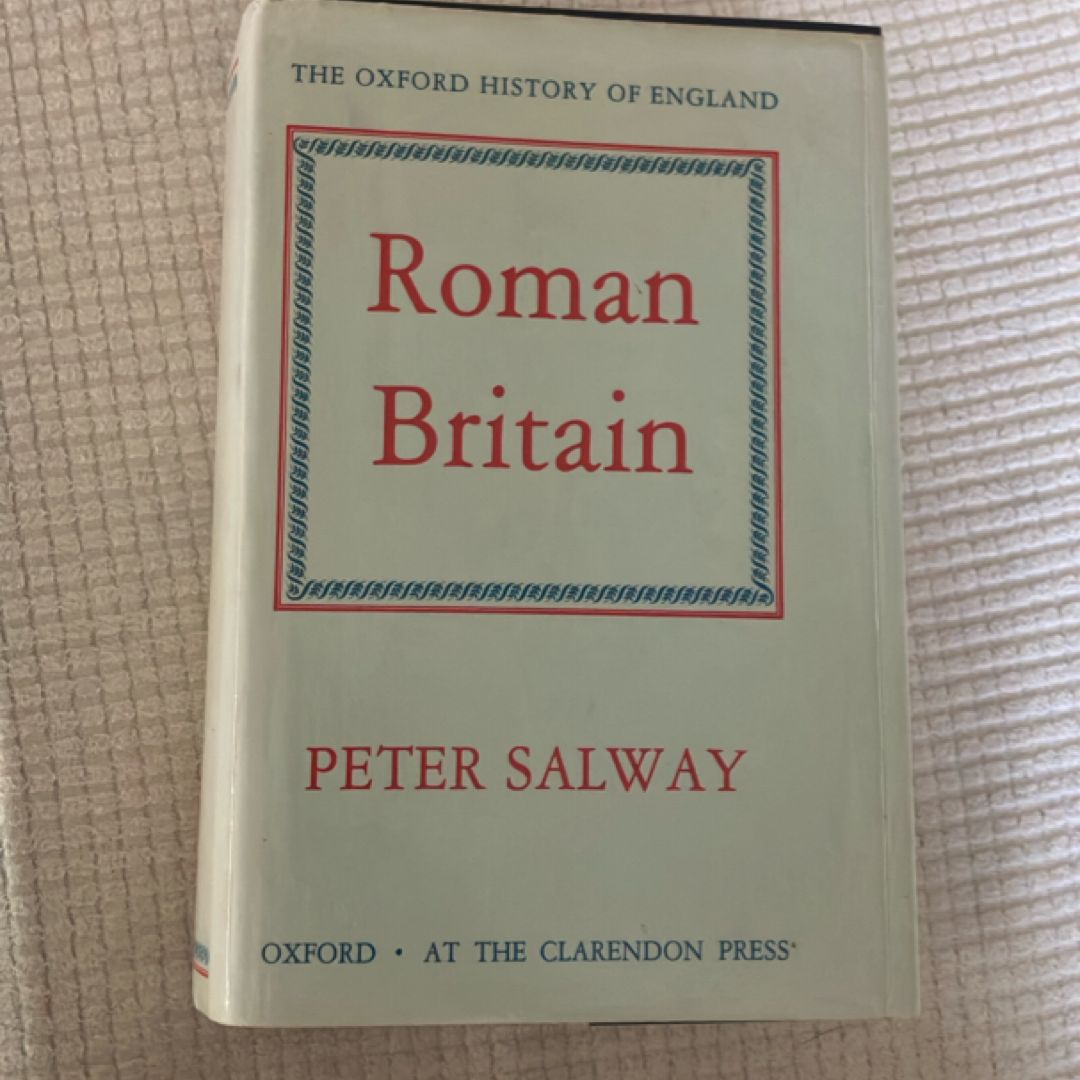 THE OXFORD HISTORY OF ENGLAND
Roman
Britain
PETER SALWAY
OXFORD • AT THE CLARENDON PRESS